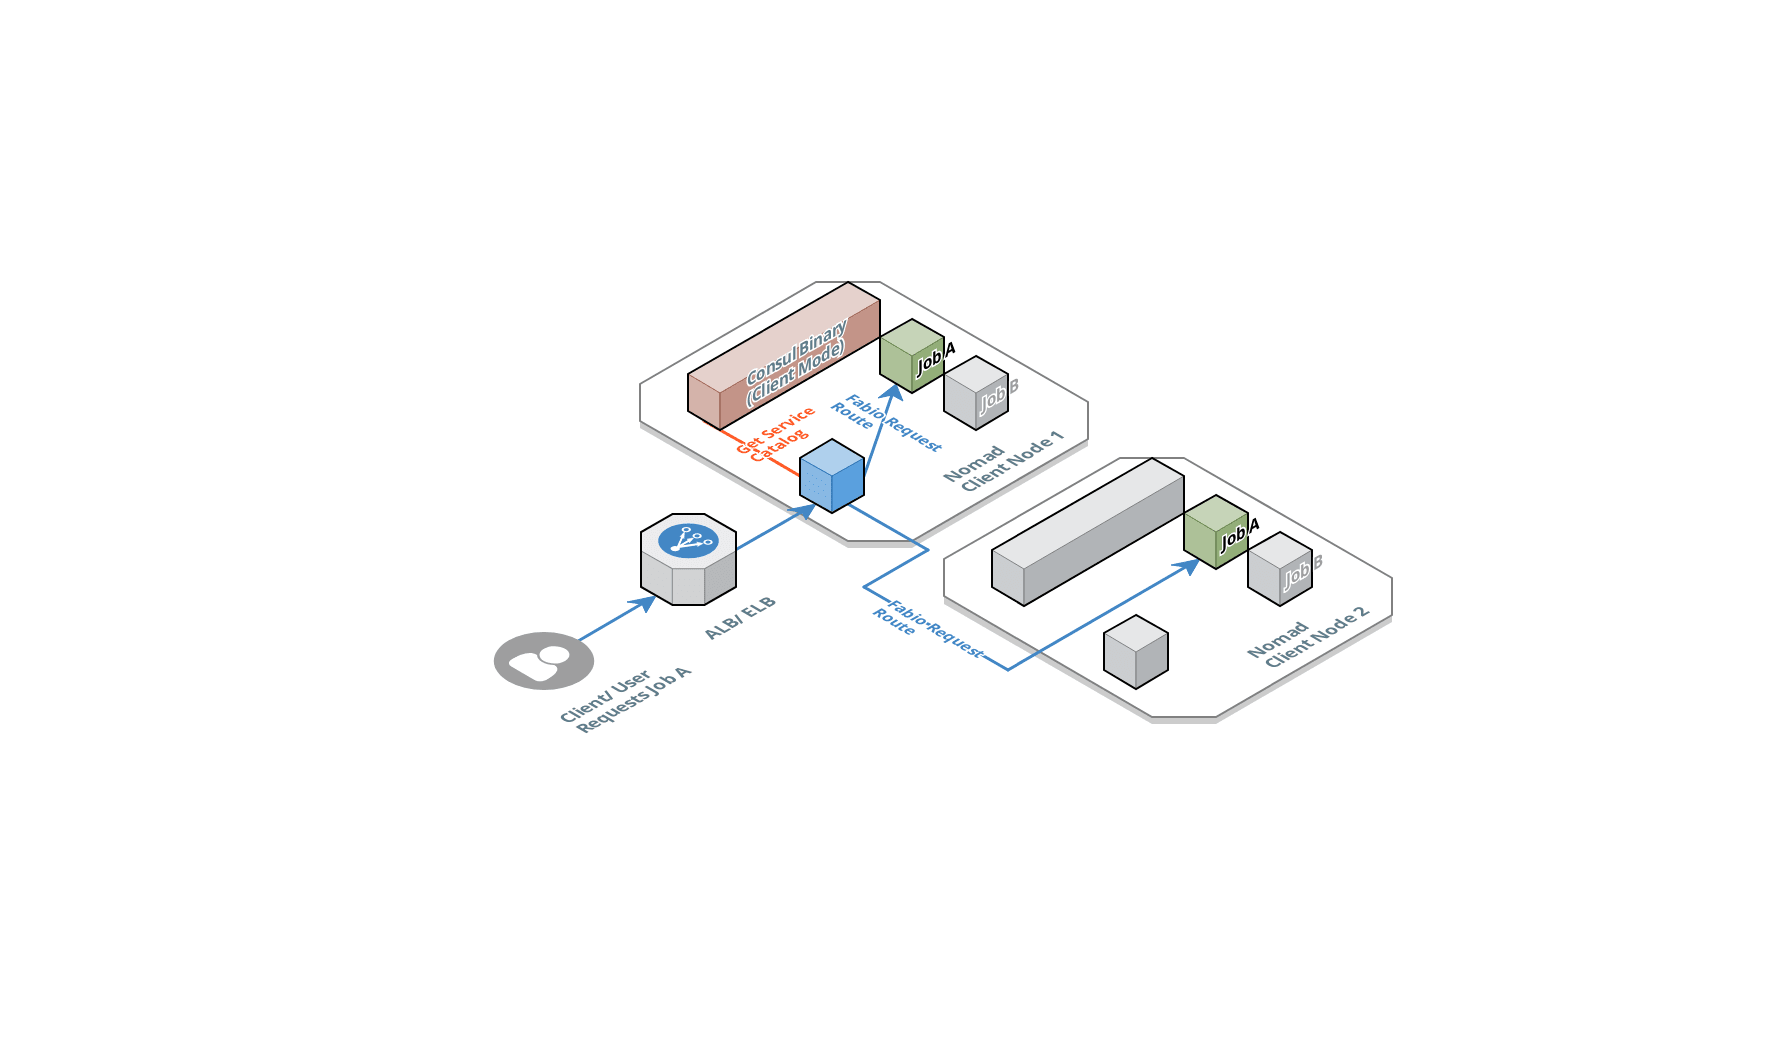 Consul Binary
(Client Mode)
Job A
Job B
Get Service
Catalog
Fabio Request
Route
Nomad
Client Node 1
Job A
Job B
Nomad
Client Node 2
Fabio Request
Route
ALB/ ELB
Client/ User
Requests Job A